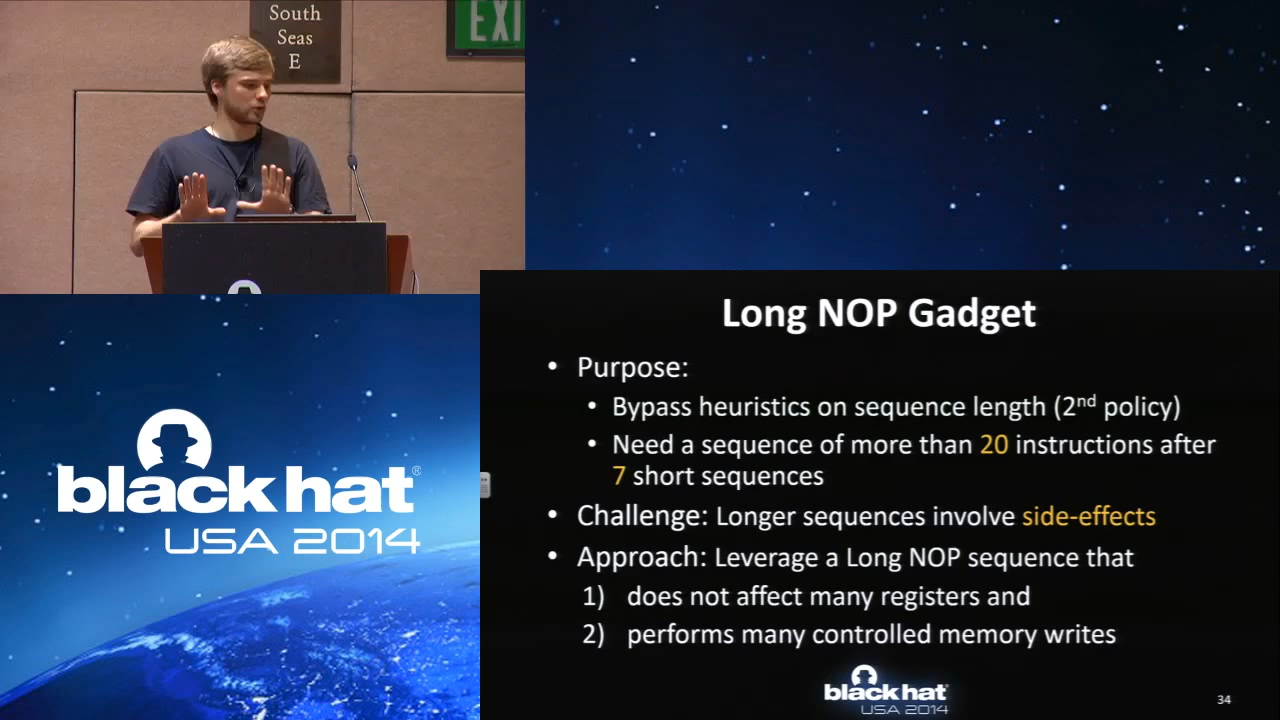 South
Seas
E
EXI
black hat®
USA 2014
Long NOP Gadget
• Purpose:
• Bypass heuristics on sequence length (2nd policy)
• Need a sequence of more than 20 instructions after
7 short sequences
• Challenge: Longer sequences involve side-effects
• Approach: Leverage a Long NOP sequence that
1) does not affect many registers and
2) performs many controlled memory writes
black hat®
USA 2014
34